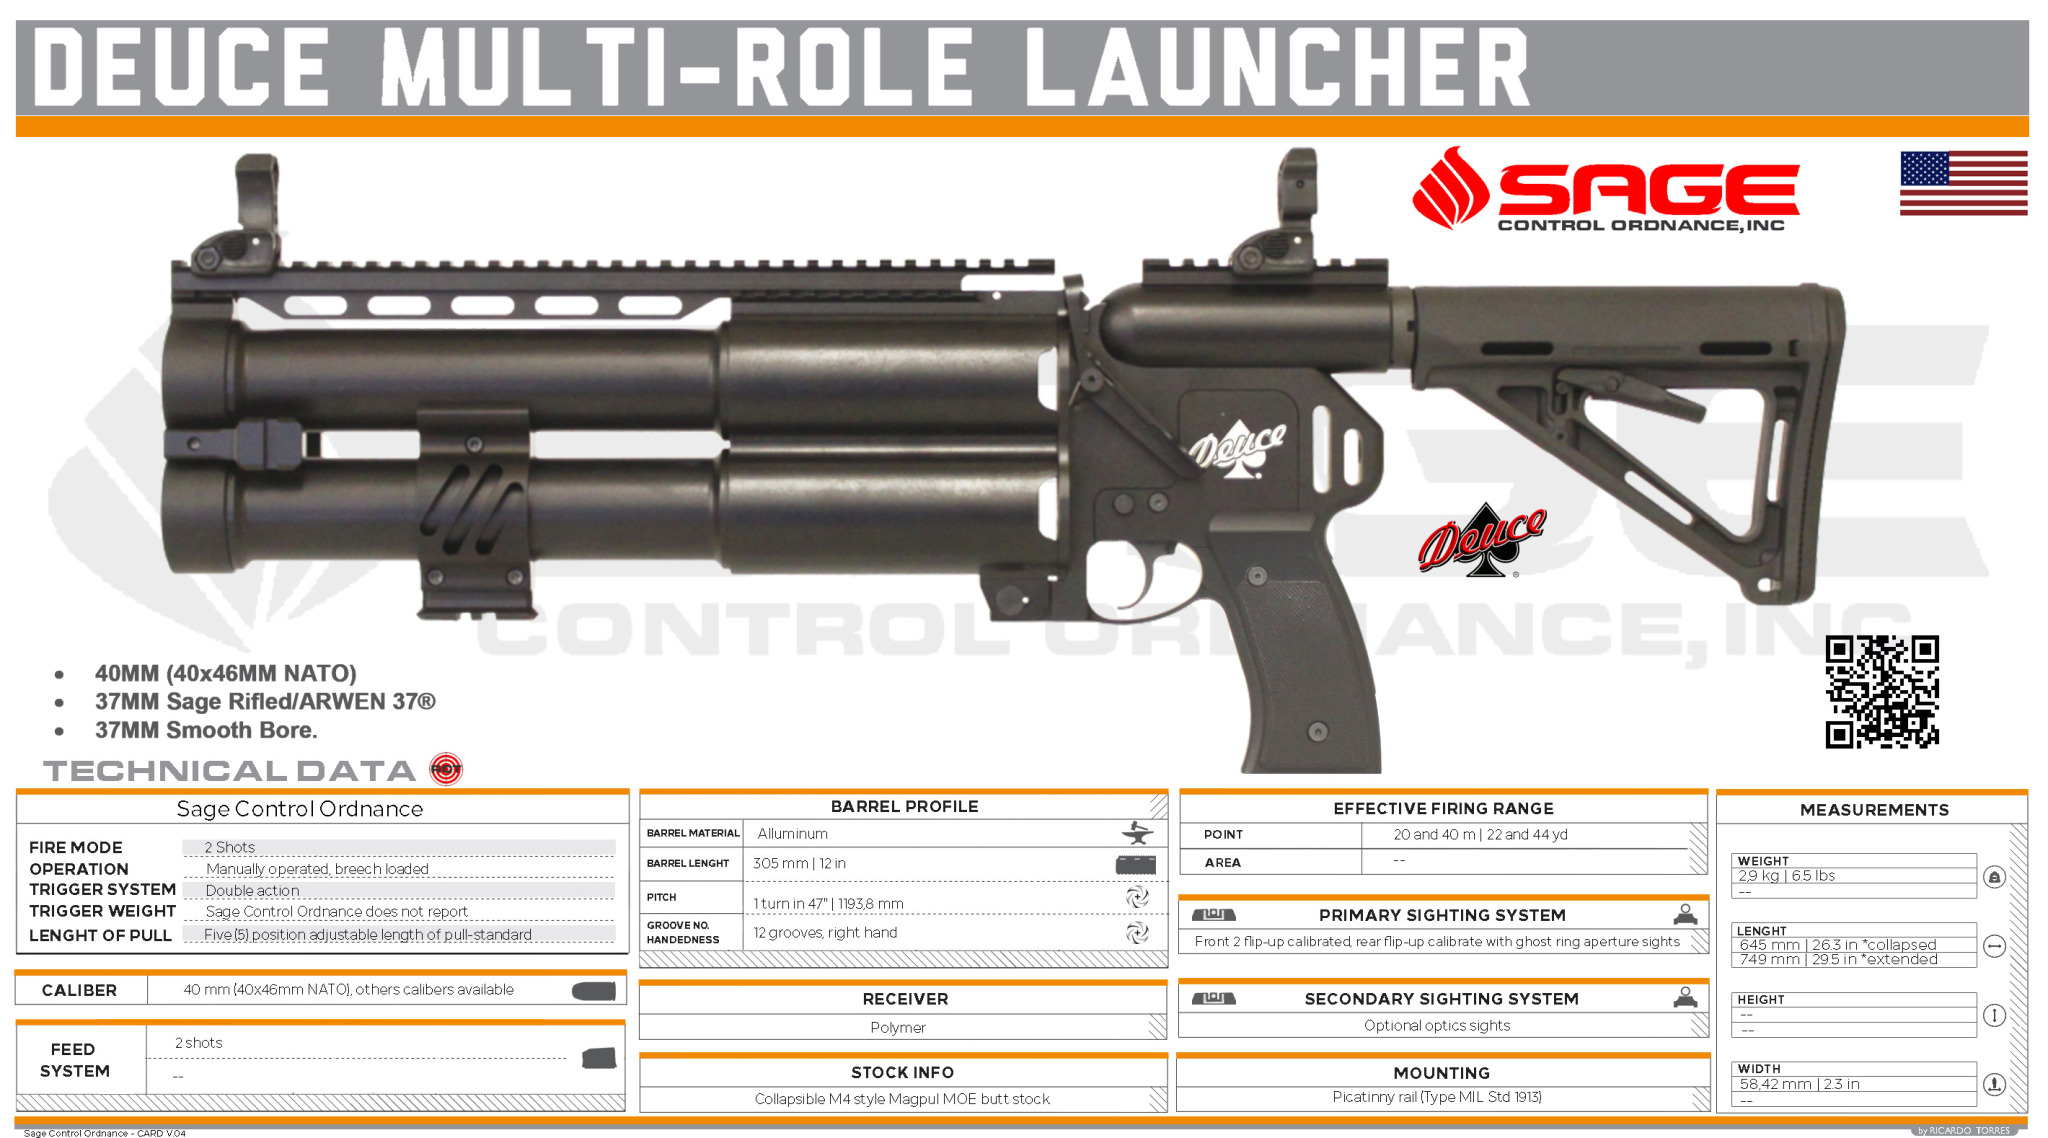 DEUCE MULTI-ROLE LAUNCHER
SAGE
CONTROL ORDNANCE, INC
Deuce
Deuce ®
CONTROL ORDNANCE, INC
• 40MM (40x46MM NATO)
• 37MM Sage Rifled/ARWEN 37®
• 37MM Smooth Bore.
TECHNICAL DATA
Sage Control Ordnance
FIRE MODE 2 Shots
OPERATION Manually operated, breech loaded
TRIGGER SYSTEM Double action
TRIGGER WEIGHT Sage Control Ordnance does not report
LENGHT OF PULL Five (5) position adjustable length of pull-standard
CALIBER 40 mm (40x46mm NATO), others calibers available
FEED SYSTEM 2 shots
--
BARREL PROFILE
BARREL MATERIAL Alluminum
BARREL LENGHT 305 mm | 12 in
PITCH 1 turn in 47" | 1193,8 mm
GROOVE NO. HANDEDNESS 12 grooves, right hand
RECEIVER
Polymer
STOCK INFO
Collapsible M4 style Magpul MOE butt stock
EFFECTIVE FIRING RANGE
POINT 20 and 40 m | 22 and 44 yd
AREA --
PRIMARY SIGHTING SYSTEM
Front 2 flip-up calibrated, rear flip-up calibrate with ghost ring aperture sights
SECONDARY SIGHTING SYSTEM
Optional optics sights
MOUNTING
Picatinny rail (Type MIL Std 1913)
MEASUREMENTS
WEIGHT
2,9 kg | 6.5 lbs
--
LENGHT
645 mm | 26.3 in *collapsed
749 mm | 29.5 in *extended
HEIGHT
--
--
WIDTH
58,42 mm | 2.3 in
--
Sage Control Ordnance - CARD V.04
by RICARDO TORRES